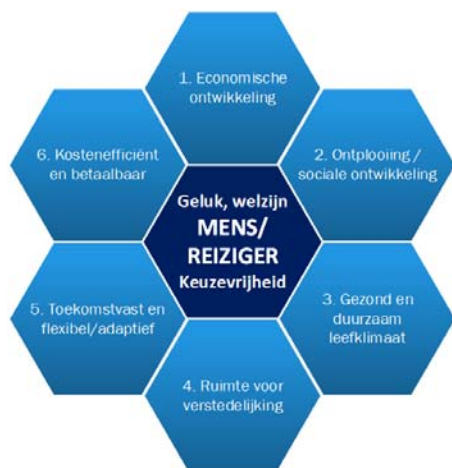 1. Economische
ontwikkeling
2. Ontplooiing /
sociale ontwikkeling
3. Gezond en
duurzaam
leefklimaat
4. Ruimte voor
verstedelijking
5. Toekomstvast en
flexibel/adaptief
6. Kostenefficiënt
en betaalbaar
Geluk, welzijn
MENS/
REIZIGER
Keuzevrijheid